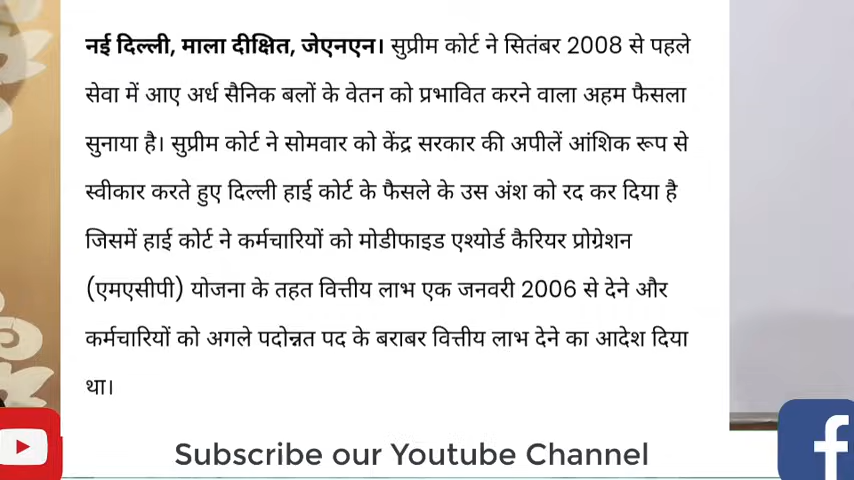 नई दिल्ली, माला दीक्षित, जेएनएन। सुप्रीम कोर्ट ने सितंबर 2008 से पहले
सेवा में आए अर्ध सैनिक बलों के वेतन को प्रभावित करने वाला अहम फैसला
सुनाया है। सुप्रीम कोर्ट ने सोमवार को केंद्र सरकार की अपीलें आंशिक रूप से
स्वीकार करते हुए दिल्ली हाई कोर्ट के फैसले के उस अंश को रद कर दिया है
जिसमें हाई कोर्ट ने कर्मचारियों को मोडीफाइड एश्योर्ड कैरियर प्रोग्रेशन
(एमएसीपी) योजना के तहत वित्तीय लाभ एक जनवरी 2006 से देने और
कर्मचारियों को अगले पदोन्नत पद के बराबर वित्तीय लाभ देने का आदेश दिया
था।
Subscribe our Youtube Channel